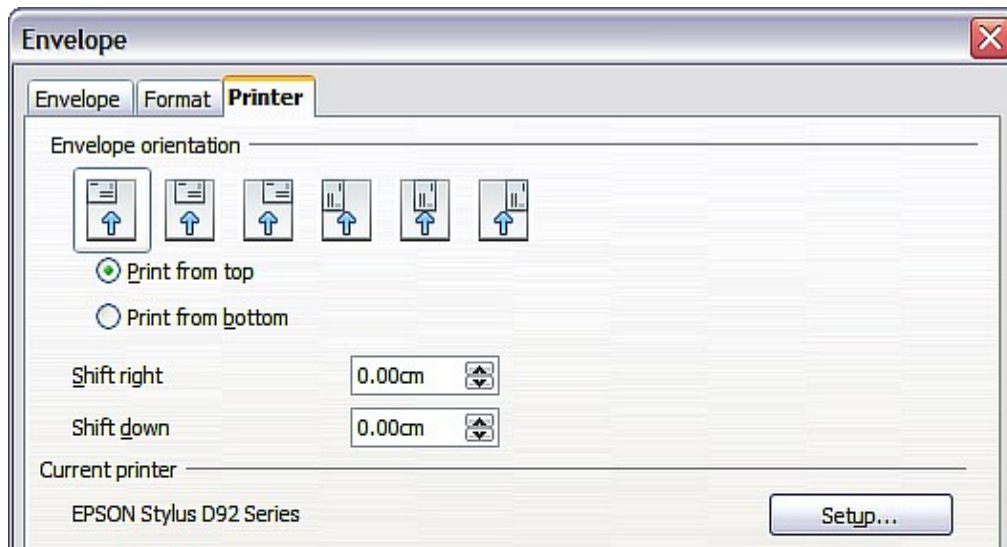 Envelope
Envelope Format Printer
Envelope orientation
Print from top
Print from bottom
Shift right 0.00cm
Shift down 0.00cm
Current printer
EPSON Stylus D92 Series Setup...